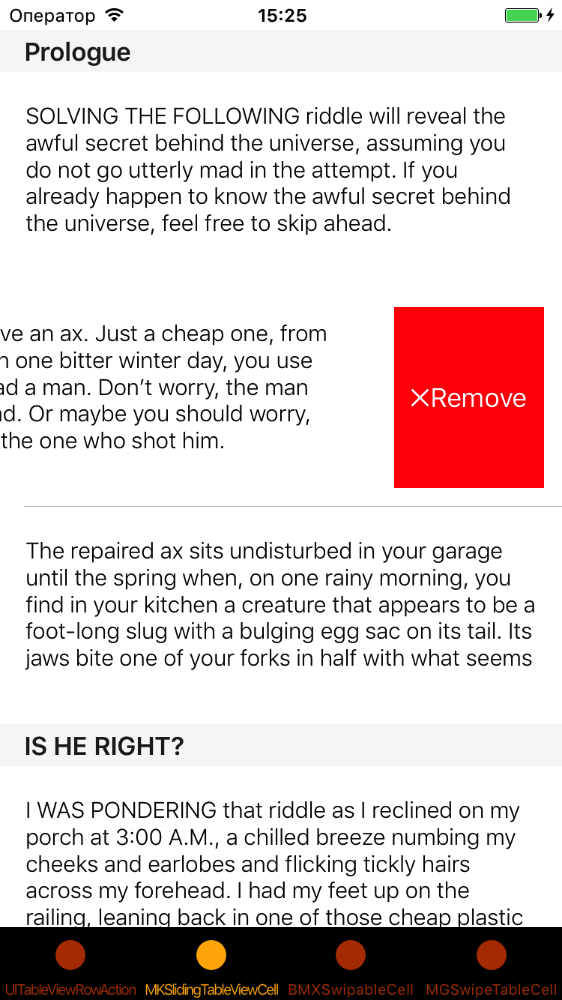 Оператор 15:25
Prologue
SOLVING THE FOLLOWING riddle will reveal the
awful secret behind the universe, assuming you
do not go utterly mad in the attempt. If you
already happen to know the awful secret behind
the universe, feel free to skip ahead.
ve an ax. Just a cheap one, from
n one bitter winter day, you use
ad a man. Don’t worry, the man
d. Or maybe you should worry,
the one who shot him.
Remove
The repaired ax sits undisturbed in your garage
until the spring when, on one rainy morning, you
find in your kitchen a creature that appears to be a
foot-long slug with a bulging egg sac on its tail. Its
jaws bite one of your forks in half with what seems
IS HE RIGHT?
I WAS PONDERING that riddle as I reclined on my
porch at 3:00 A.M., a chilled breeze numbing my
cheeks and earlobes and flicking tickly hairs
across my forehead. I had my feet up on the
railing, leaning back in one of those cheap plastic
UITableViewRowAction MKSlidingTableViewCell BMXSwipableCell MGSwipeTableCell